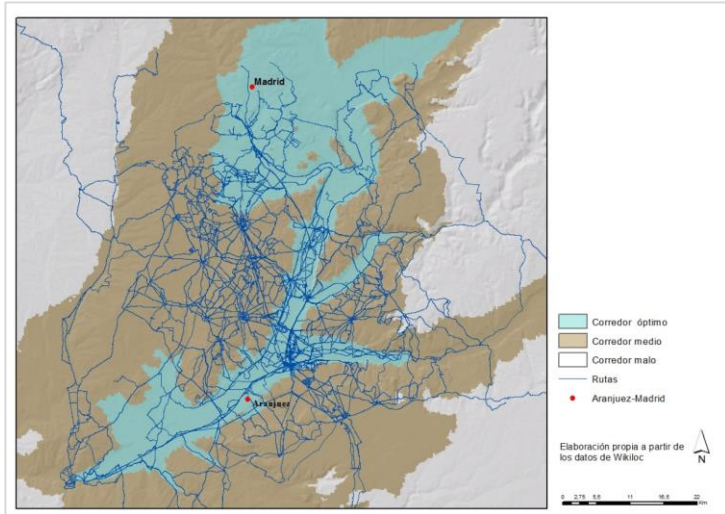 Madrid
Aranjuez
Corredor óptimo
Corredor medio
Corredor malo
Rutas
Aranjuez-Madrid
Elaboración propia a partir de
los datos de Wikiloc
N
0 2,75 5,5 11 16,5 22
Km